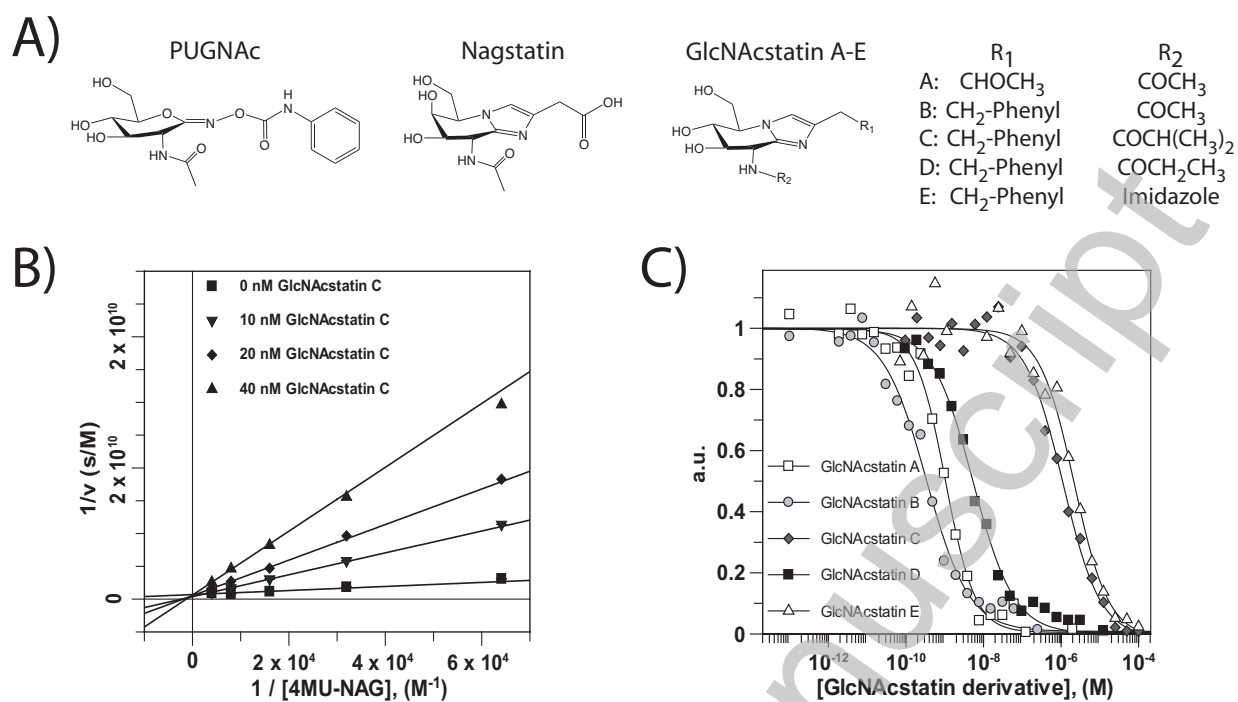 A)
PUGNAc
Nagstatin
GlcNAcstatin A-E
R1
R2
A: CHOCH3 COCH3
B: CH2-Phenyl COCH3
C: CH2-Phenyl COCH(CH3)2
D: CH2-Phenyl COCH2CH3
E: CH2-Phenyl Imidazole
HO
HO
HO
O
N
O
O
H
N
HN
O
HO
HO
HO
N
N
OH
O
HN
O
HO
HO
HO
N
N
R1
HN
R2
B)
0 nM GlcNAcstatin C
10 nM GlcNAcstatin C
20 nM GlcNAcstatin C
40 nM GlcNAcstatin C
1/v (s/M)
2 x 10^10
2 x 10^10
0
0
2 x 10^4
4 x 10^4
6 x 10^4
1 / [4MU-NAG], (M^-1)
C)
a.u.
1
0.8
0.6
0.4
0.2
0
GlcNAcstatin A
GlcNAcstatin B
GlcNAcstatin C
GlcNAcstatin D
GlcNAcstatin E
10^-12
10^-10
10^-8
10^-6
10^-4
[GlcNAcstatin derivative], (M)
nuscript